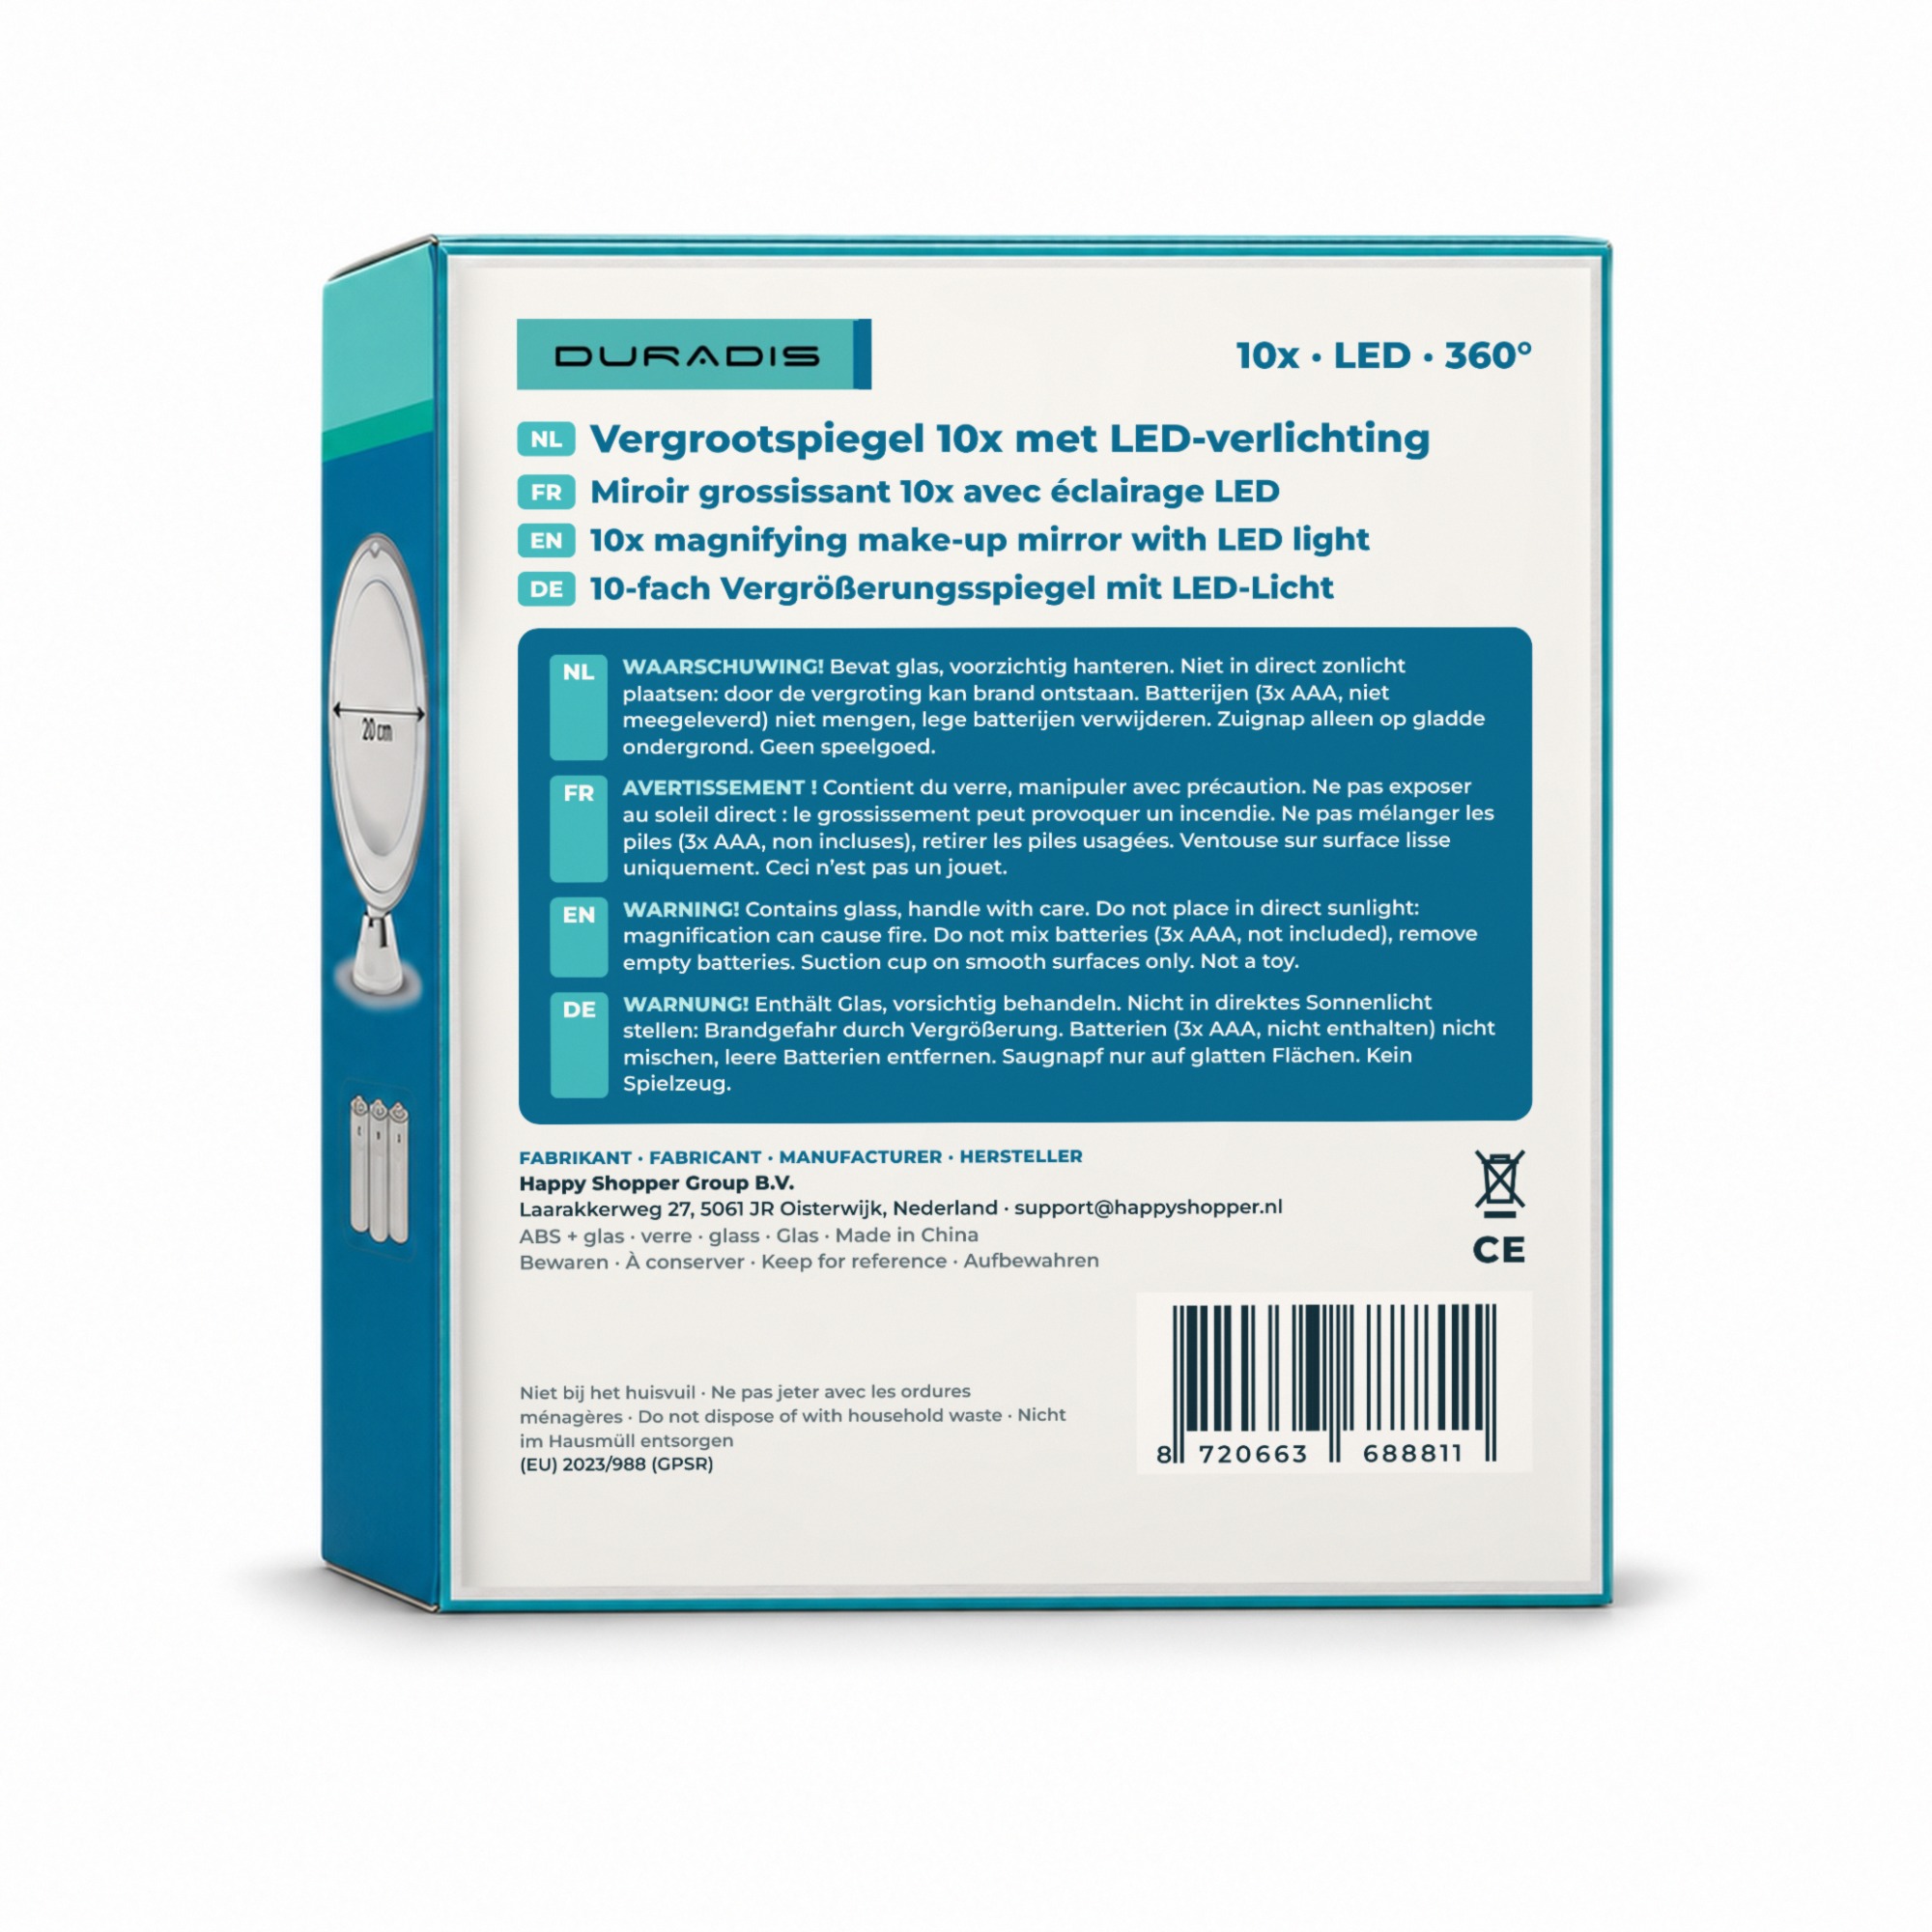 DURADIS
10x · LED · 360°
NL Vergrootspiegel 10x met LED-verlichting
FR Miroir grossissant 10x avec éclairage LED
EN 10x magnifying make-up mirror with LED light
DE 10-fach Vergrößerungsspiegel mit LED-Licht
20 cm
NL WAARSCHUWING! Bevat glas, voorzichtig hanteren. Niet in direct zonlicht
plaatsen: door de vergroting kan brand ontstaan. Batterijen (3x AAA, niet
meegeleverd) niet mengen, lege batterijen verwijderen. Zuignap alleen op gladde
ondergrond. Geen speelgoed.
FR AVERTISSEMENT ! Contient du verre, manipuler avec précaution. Ne pas exposer
au soleil direct : le grossissement peut provoquer un incendie. Ne pas mélanger les
piles (3x AAA, non incluses), retirer les piles usagées. Ventouse sur surface lisse
uniquement. Ceci n’est pas un jouet.
EN WARNING! Contains glass, handle with care. Do not place in direct sunlight:
magnification can cause fire. Do not mix batteries (3x AAA, not included), remove
empty batteries. Suction cup on smooth surfaces only. Not a toy.
DE WARNUNG! Enthält Glas, vorsichtig behandeln. Nicht in direktes Sonnenlicht
stellen: Brandgefahr durch Vergrößerung. Batterien (3x AAA, nicht enthalten) nicht
mischen, leere Batterien entfernen. Saugnapf nur auf glatten Flächen. Kein
Spielzeug.
FABRIKANT · FABRICANT · MANUFACTURER · HERSTELLER
Happy Shopper Group B.V.
Laarakkerweg 27, 5061 JR Oisterwijk, Nederland · support@happyshopper.nl
ABS + glas · verre · glass · Glas · Made in China
Bewaren · À conserver · Keep for reference · Aufbewahren
CE
Niet bij het huisvuil · Ne pas jeter avec les ordures
ménagères · Do not dispose of with household waste · Nicht
im Hausmüll entsorgen
(EU) 2023/988 (GPSR)
8 720663 688811